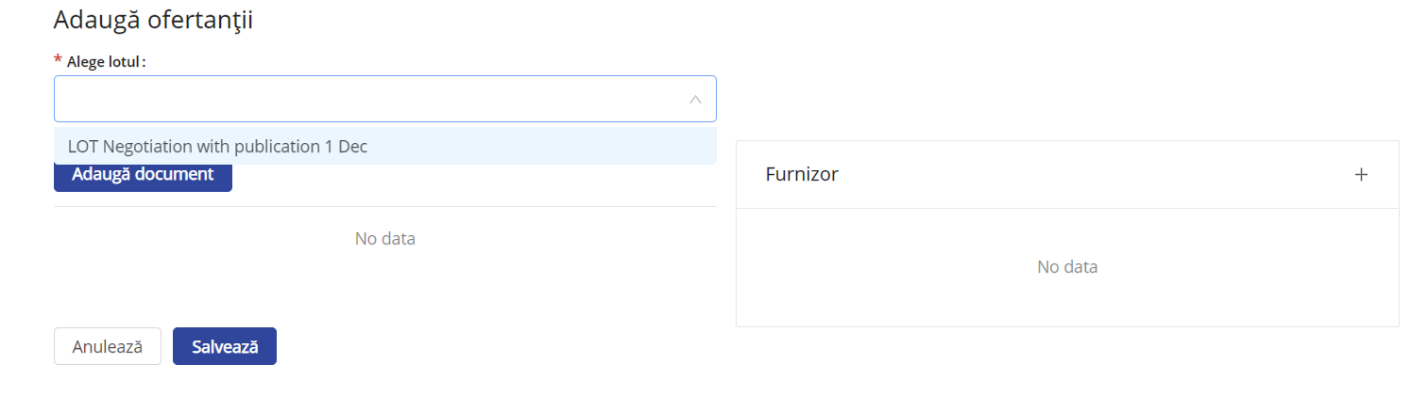 Adaugă ofertanţii
* Alege lotul:
LOT Negotiation with publication 1 Dec
Adaugă document
No data
Furnizor +
No data
Anulează Salvează